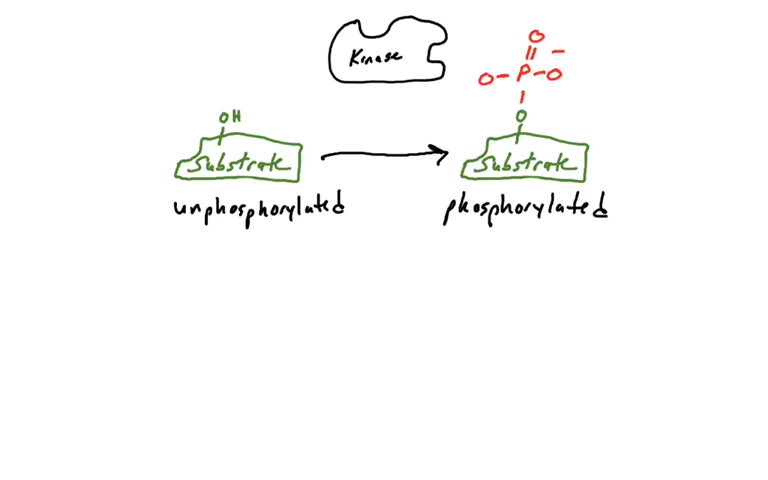 Kinase
O
O- P -O -
OH
O
Substrate
Substrate
unphosphorylated
phosphorylated